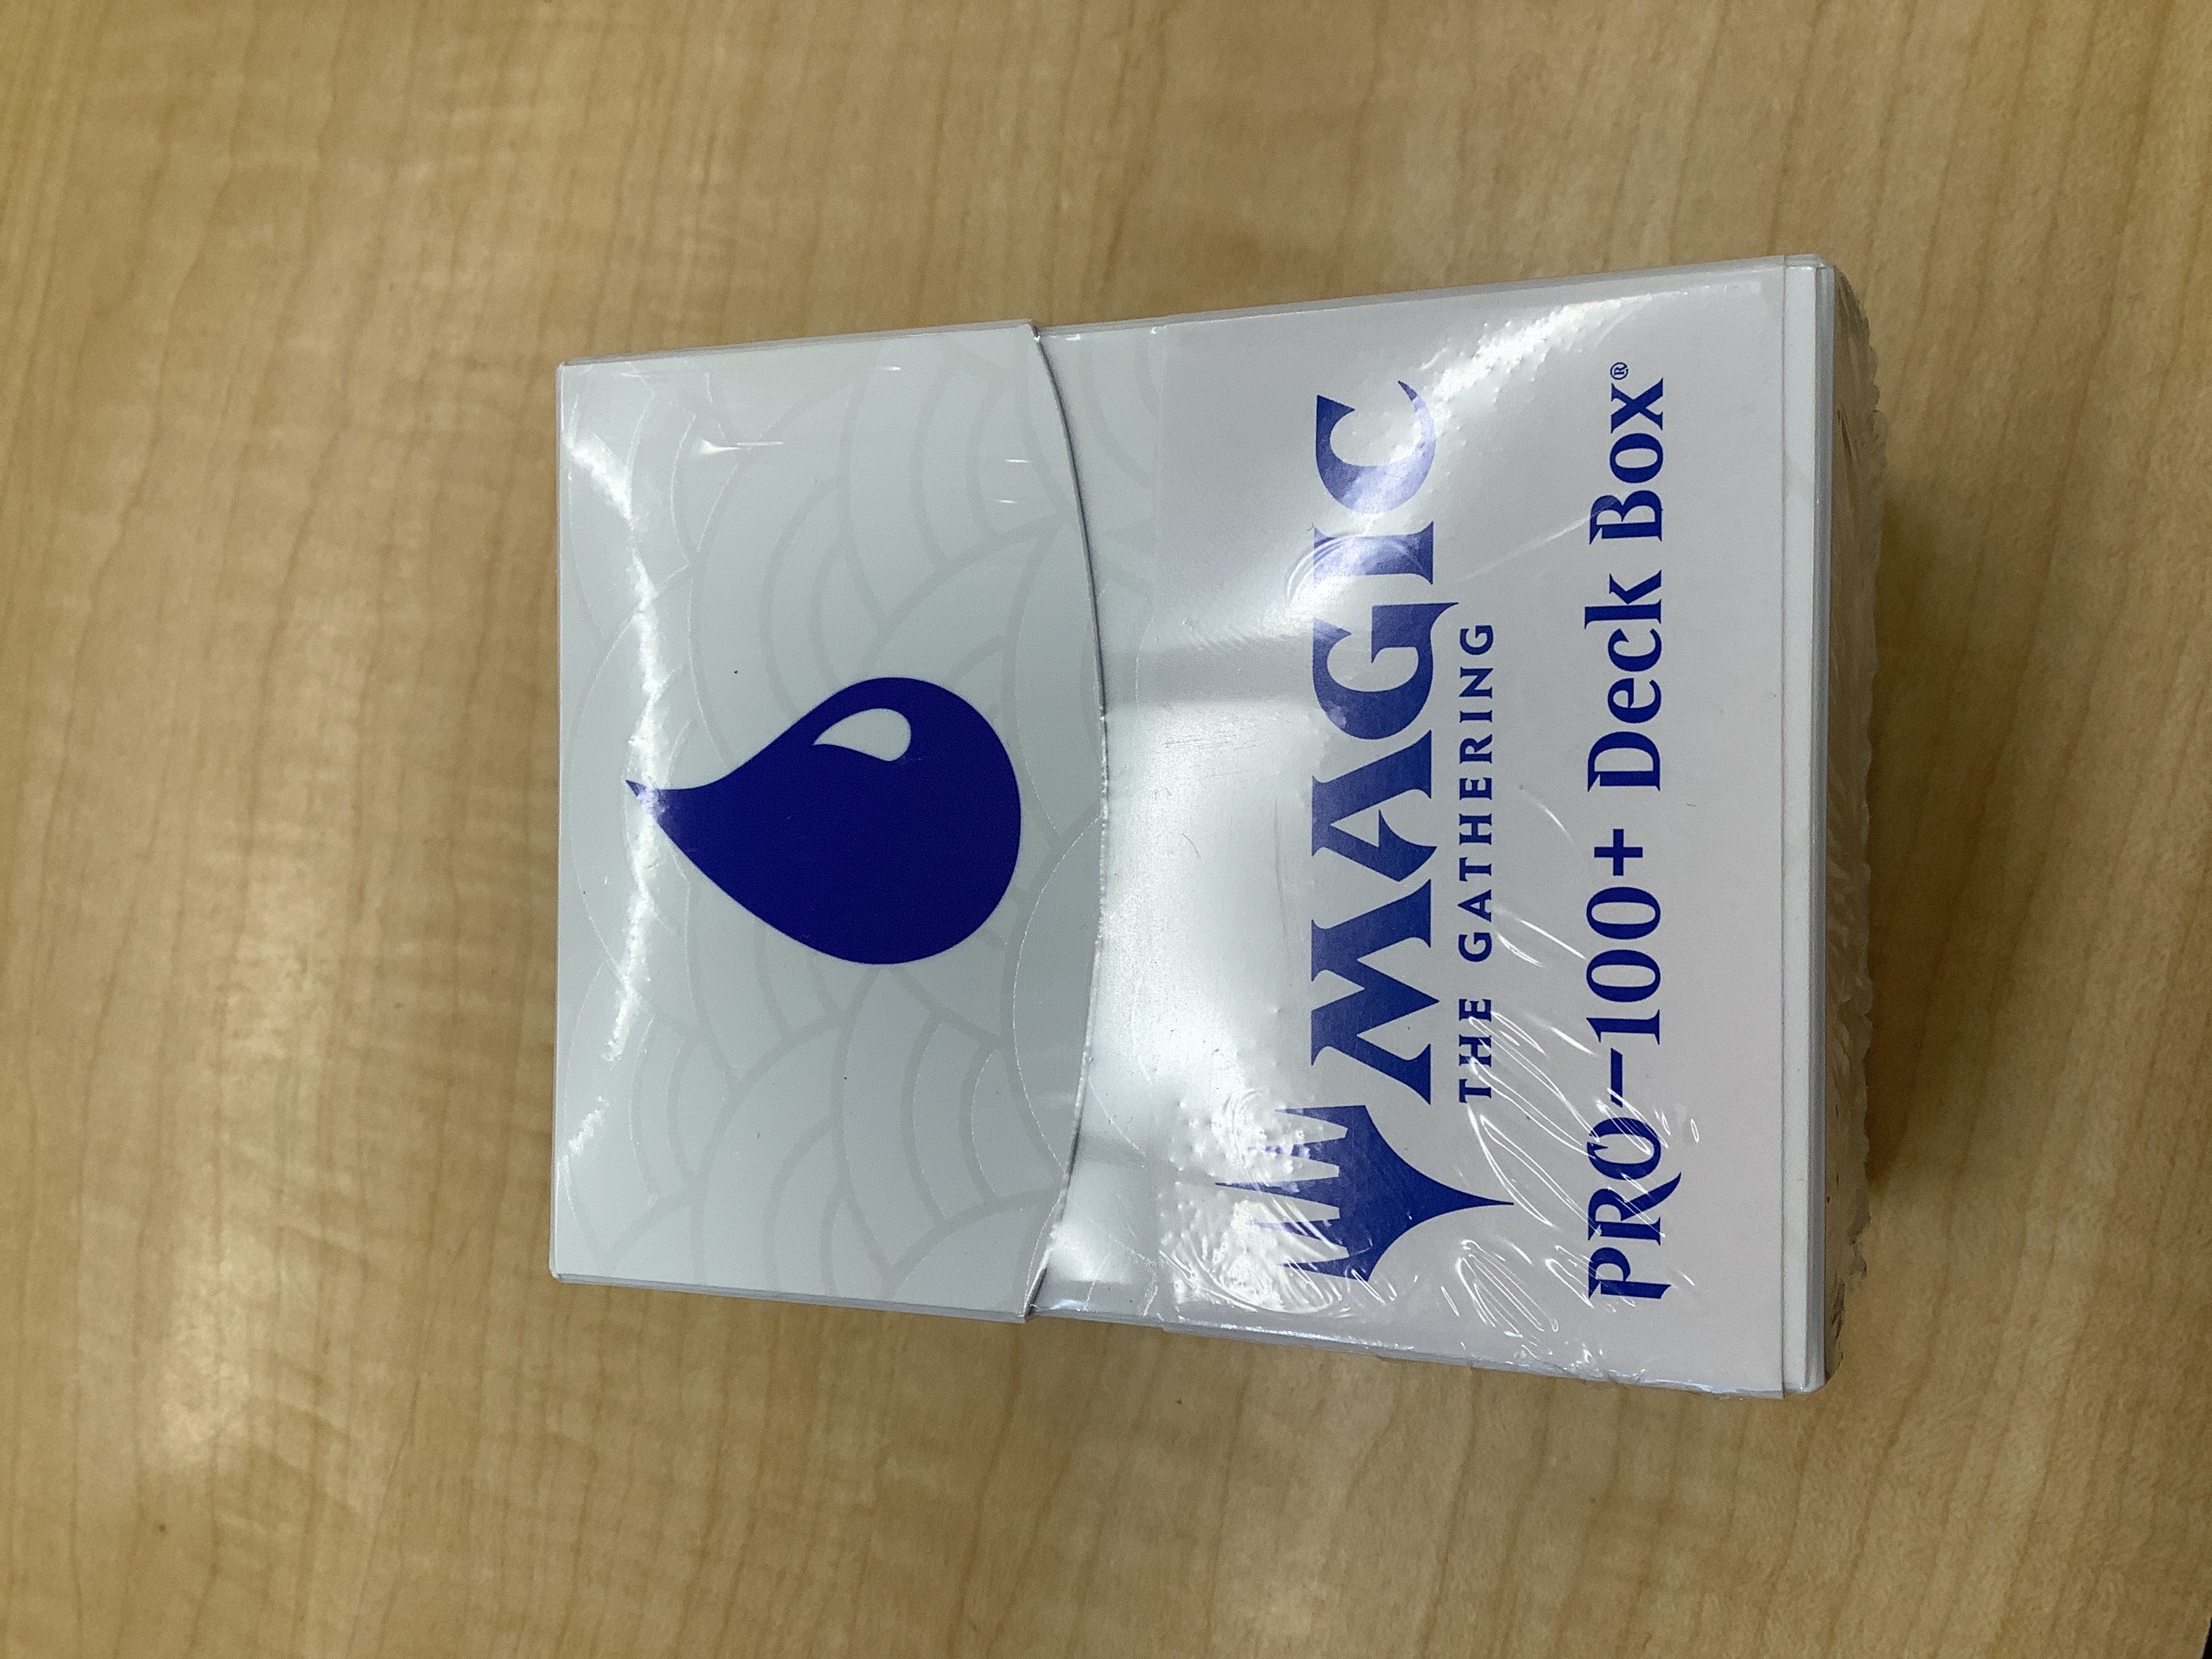 MAGIC
THE GATHERING
PRO–100+ Deck Box®